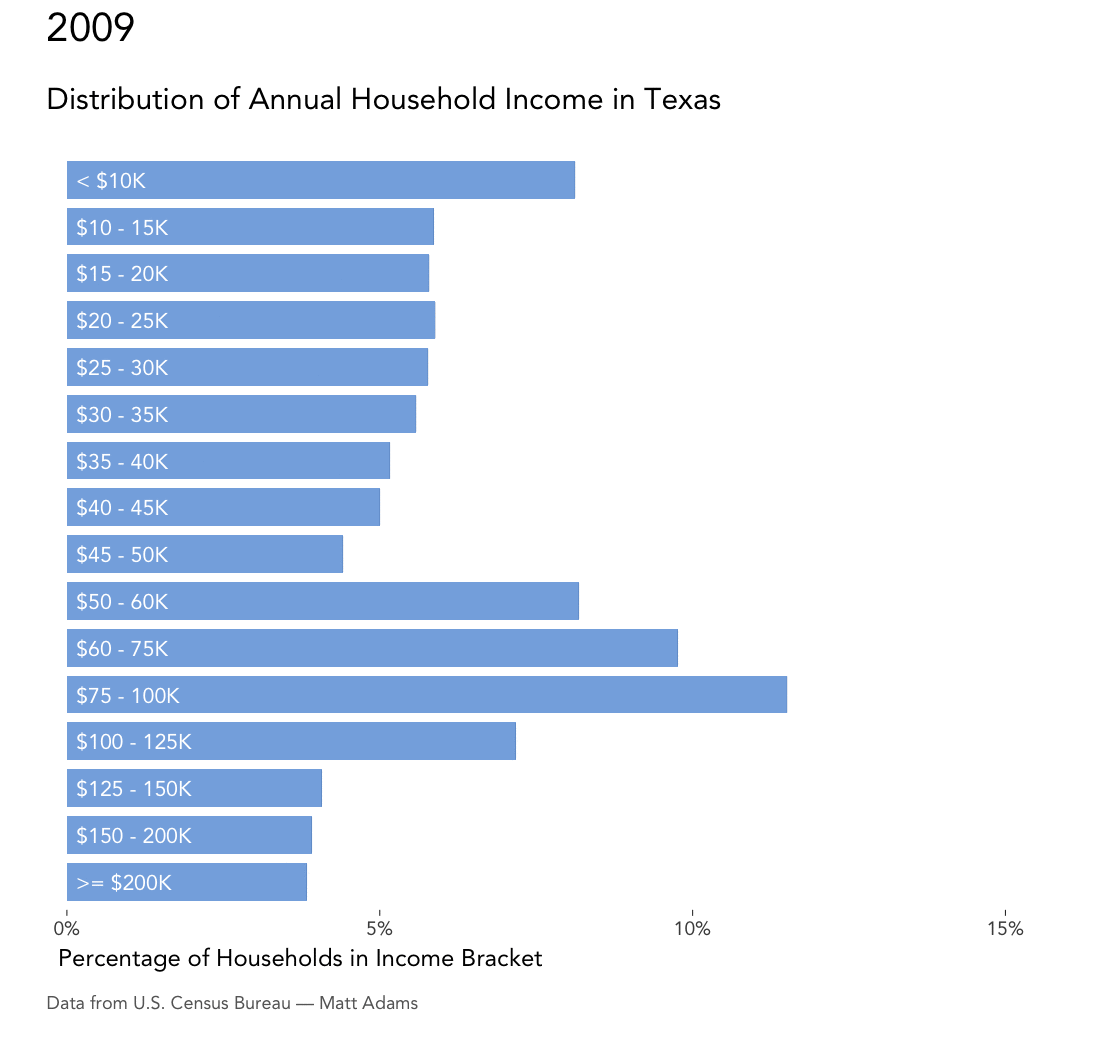 2009
Distribution of Annual Household Income in Texas
< $10K
$10 - 15K
$15 - 20K
$20 - 25K
$25 - 30K
$30 - 35K
$35 - 40K
$40 - 45K
$45 - 50K
$50 - 60K
$60 - 75K
$75 - 100K
$100 - 125K
$125 - 150K
$150 - 200K
>= $200K
0% 5% 10% 15%
Percentage of Households in Income Bracket
Data from U.S. Census Bureau — Matt Adams